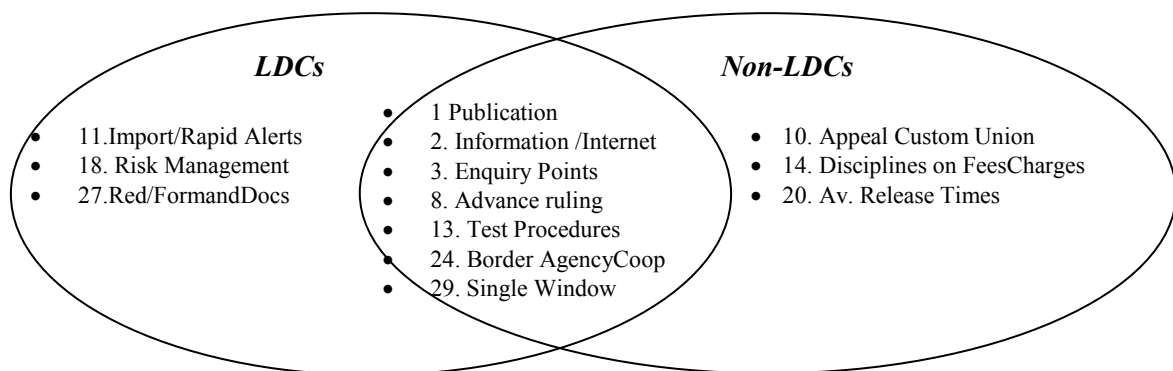 LDCs
Non-LDCs
• 11.Import/Rapid Alerts
• 18. Risk Management
• 27.Red/FormandDocs
• 1 Publication
• 2. Information /Internet
• 3. Enquiry Points
• 8. Advance ruling
• 13. Test Procedures
• 24. Border AgencyCoop
• 29. Single Window
• 10. Appeal Custom Union
• 14. Disciplines on FeesCharges
• 20. Av. Release Times